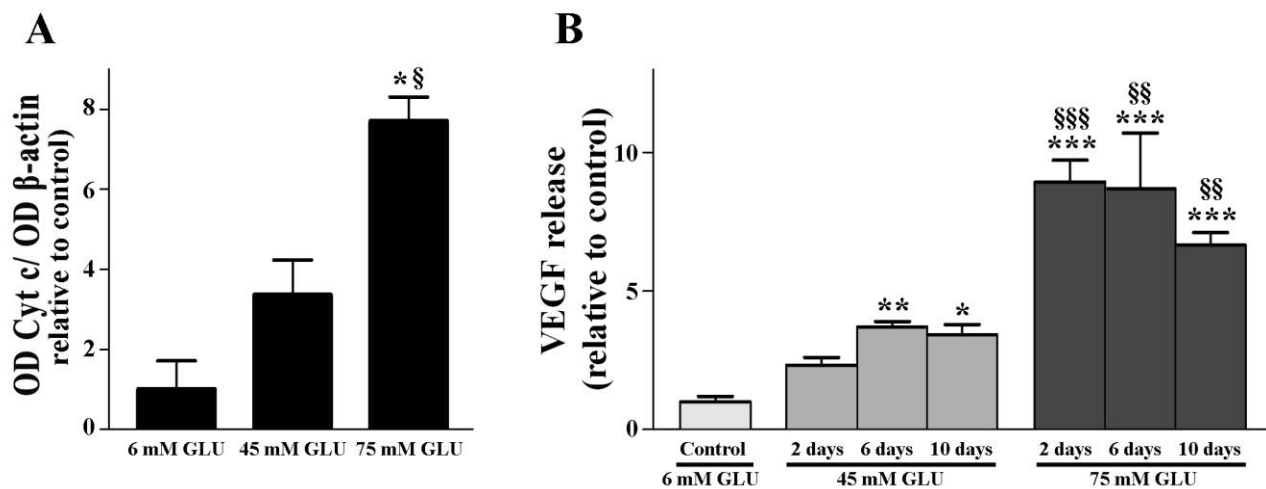 A
OD Cyt c/ OD β-actin
relative to control)
8
6
4
2
0
* §
6 mM GLU 45 mM GLU 75 mM GLU
B
VEGF release
(relative to control)
10
5
0
** *
§§§
***
§§
***
§§
***
Control 2 days 6 days 10 days 2 days 6 days 10 days
6 mM GLU 45 mM GLU 75 mM GLU